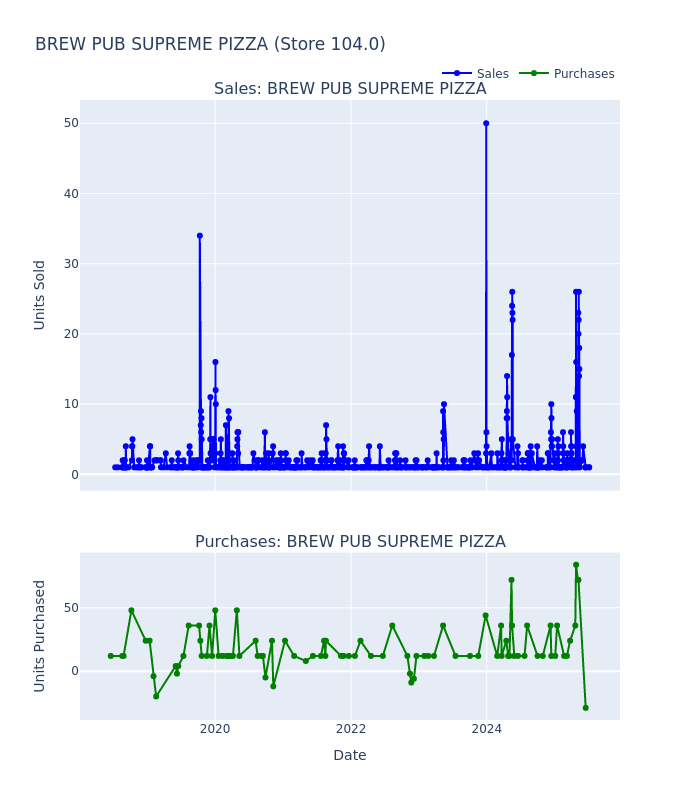 BREW PUB SUPREME PIZZA (Store 104.0)
Sales
Purchases
Sales: BREW PUB SUPREME PIZZA
50
40
30
20
10
0
Units Sold
Purchases: BREW PUB SUPREME PIZZA
50
0
Units Purchased
2020
2022
2024
Date